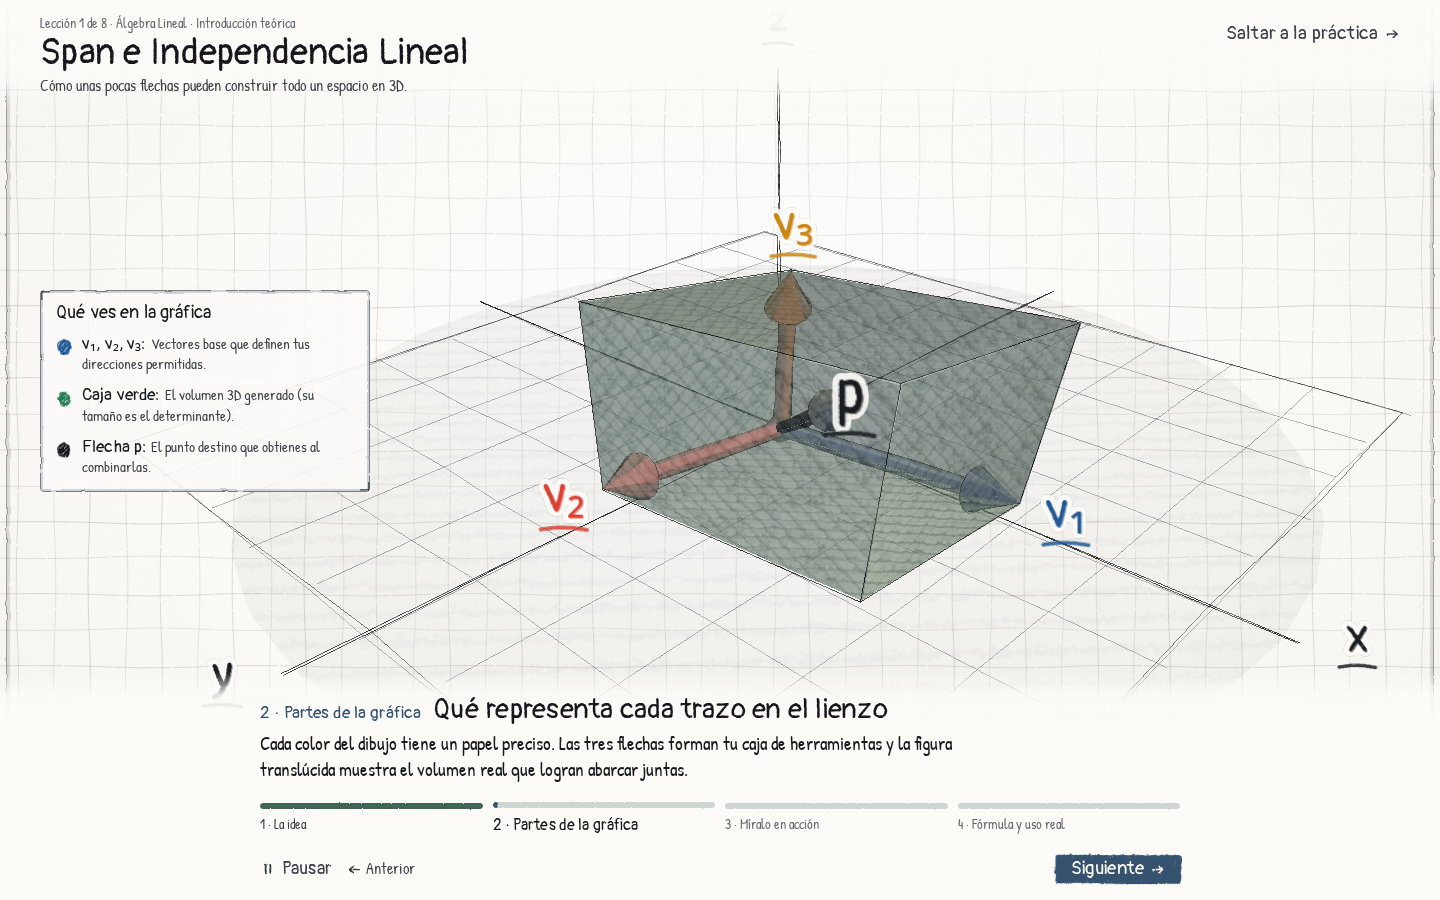 Lección 1 de 8 · Álgebra Lineal · Introducción teórica
Span e Independencia Lineal
Cómo unas pocas flechas pueden construir todo un espacio en 3D.
Saltar a la práctica →
z
v₃
Qué ves en la gráfica
v₁, v₂, v₃: Vectores base que definen tus
direcciones permitidas.
Caja verde: El volumen 3D generado (su
tamaño es el determinante).
Flecha p: El punto destino que obtienes al
combinarlas.
p
v₂
v₁
x
y
2 · Partes de la gráfica Qué representa cada trazo en el lienzo
Cada color del dibujo tiene un papel preciso. Las tres flechas forman tu caja de herramientas y la figura
translúcida muestra el volumen real que logran abarcar juntas.
1 · La idea
2 · Partes de la gráfica
3 · Míralo en acción
4 · Fórmula y uso real
Pausar ← Anterior
Siguiente →